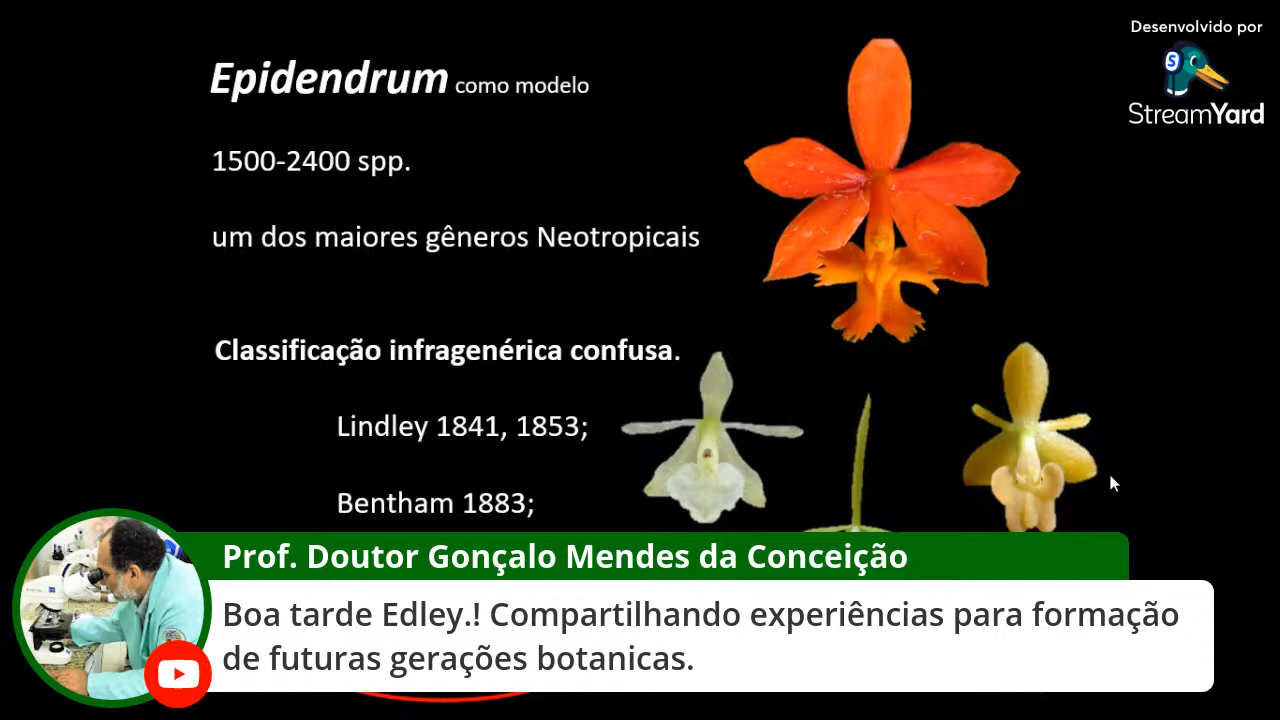 Desenvolvido por
S
StreamYard
Epidendrum como modelo
1500-2400 spp.
um dos maiores gêneros Neotropicais
Classificação infragenérica confusa.
Lindley 1841, 1853;
Bentham 1883;
Prof. Doutor Gonçalo Mendes da Conceição
Boa tarde Edley.! Compartilhando experiências para formação
de futuras gerações botanicas.